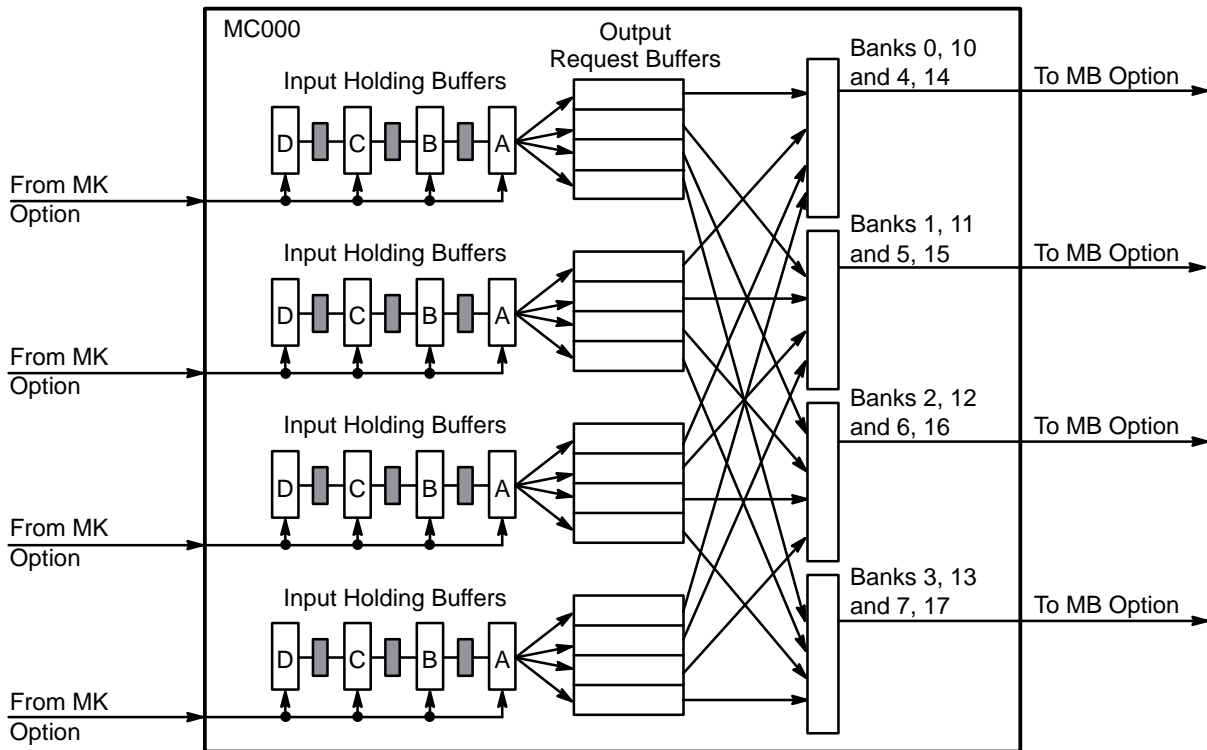 MC000
Output
Request Buffers
Input Holding Buffers
D C B A
From MK
Option
Banks 0, 10
and 4, 14
To MB Option
Input Holding Buffers
D C B A
From MK
Option
Banks 1, 11
and 5, 15
To MB Option
Input Holding Buffers
D C B A
From MK
Option
Banks 2, 12
and 6, 16
To MB Option
Input Holding Buffers
D C B A
From MK
Option
Banks 3, 13
and 7, 17
To MB Option